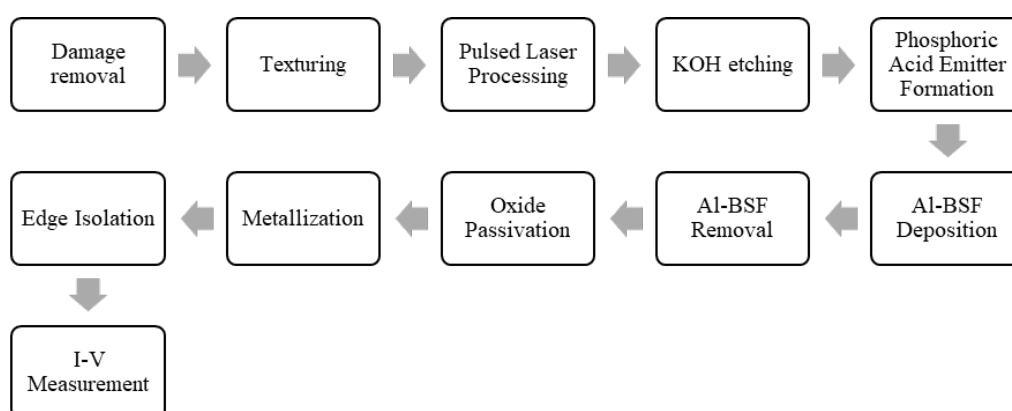 Damage
removal
Texturing
Pulsed Laser
Processing
KOH etching
Phosphoric
Acid Emitter
Formation
Al-BSF
Deposition
Al-BSF
Removal
Oxide
Passivation
Metallization
Edge Isolation
I-V
Measurement